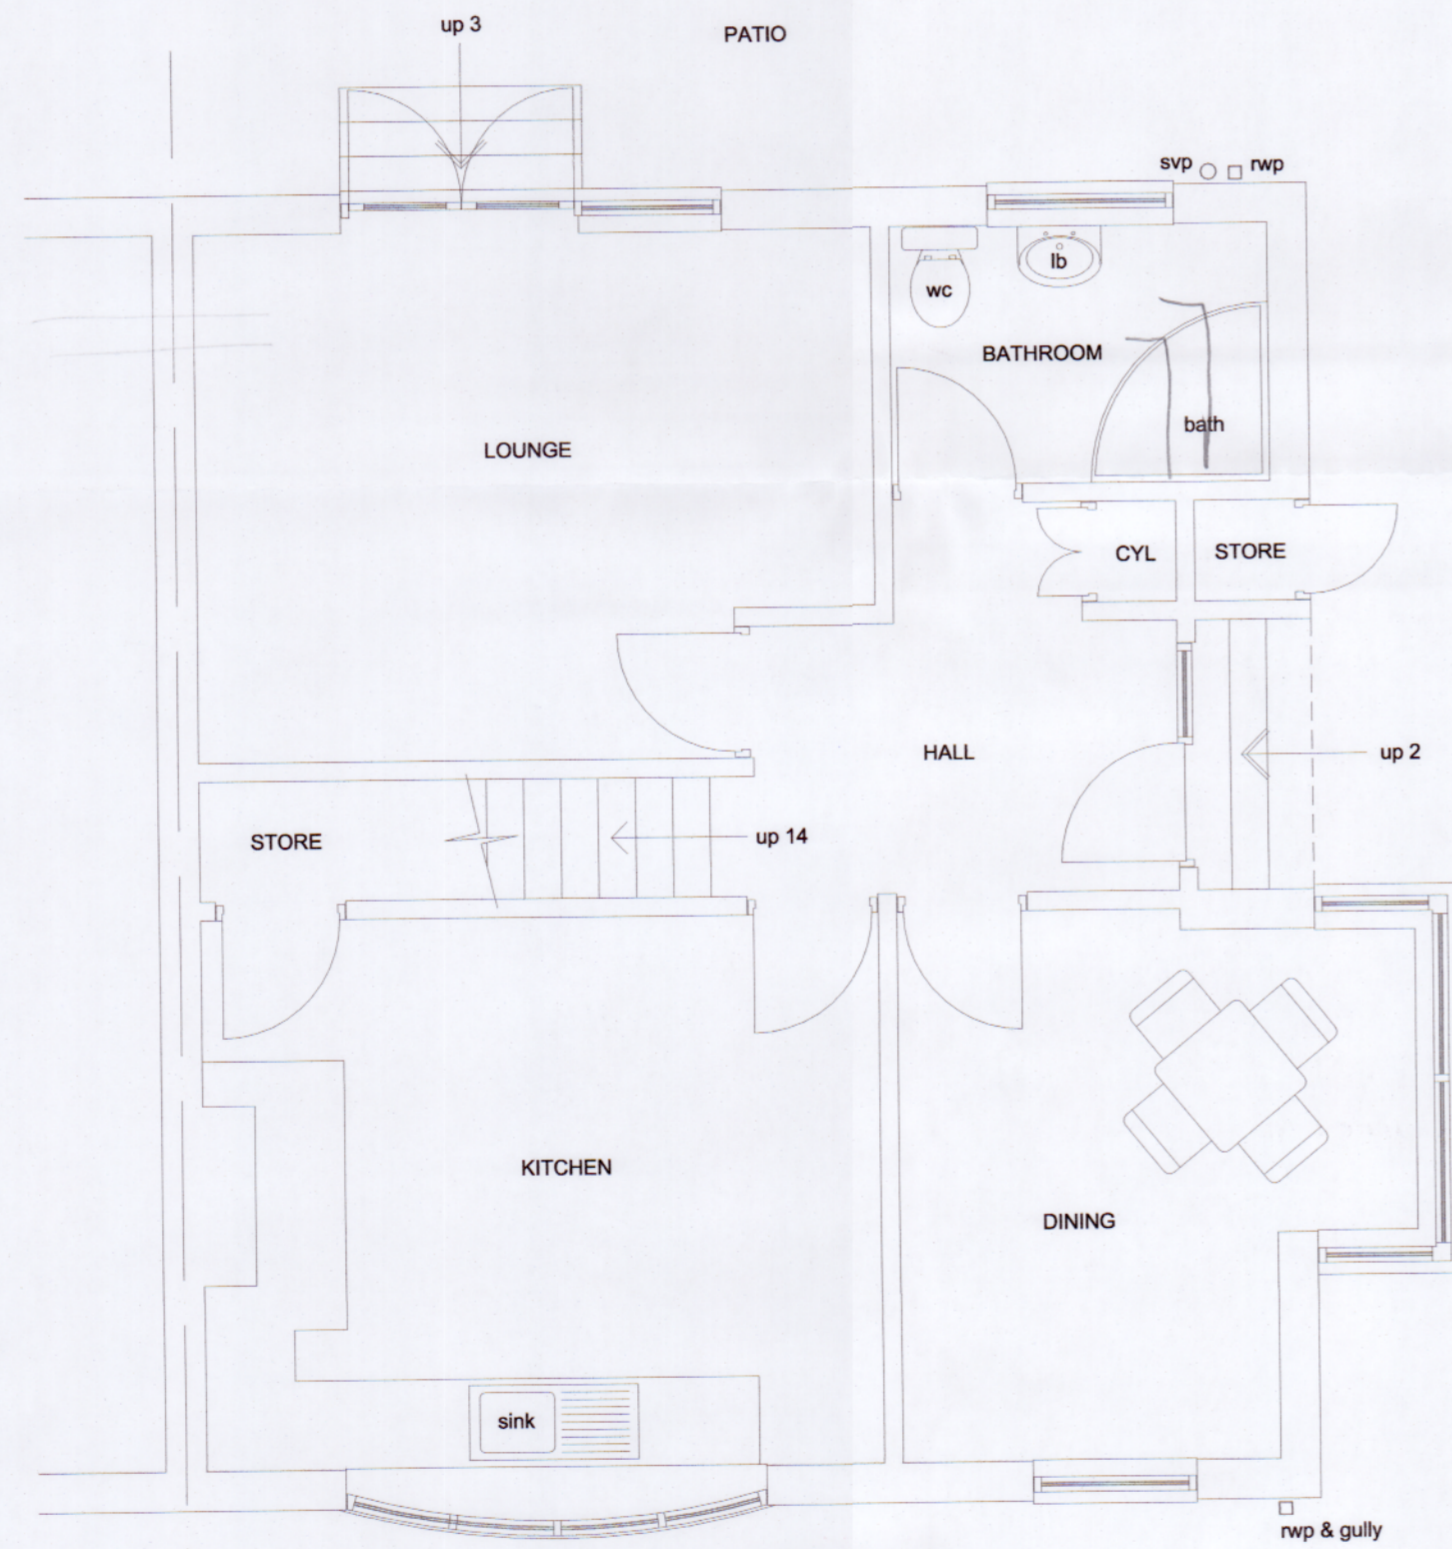 up 3
PATIO
svp
rwp
lb
wc
BATHROOM
bath
LOUNGE
CYL
STORE
HALL
up 2
STORE
up 14
KITCHEN
DINING
sink
rwp & gully